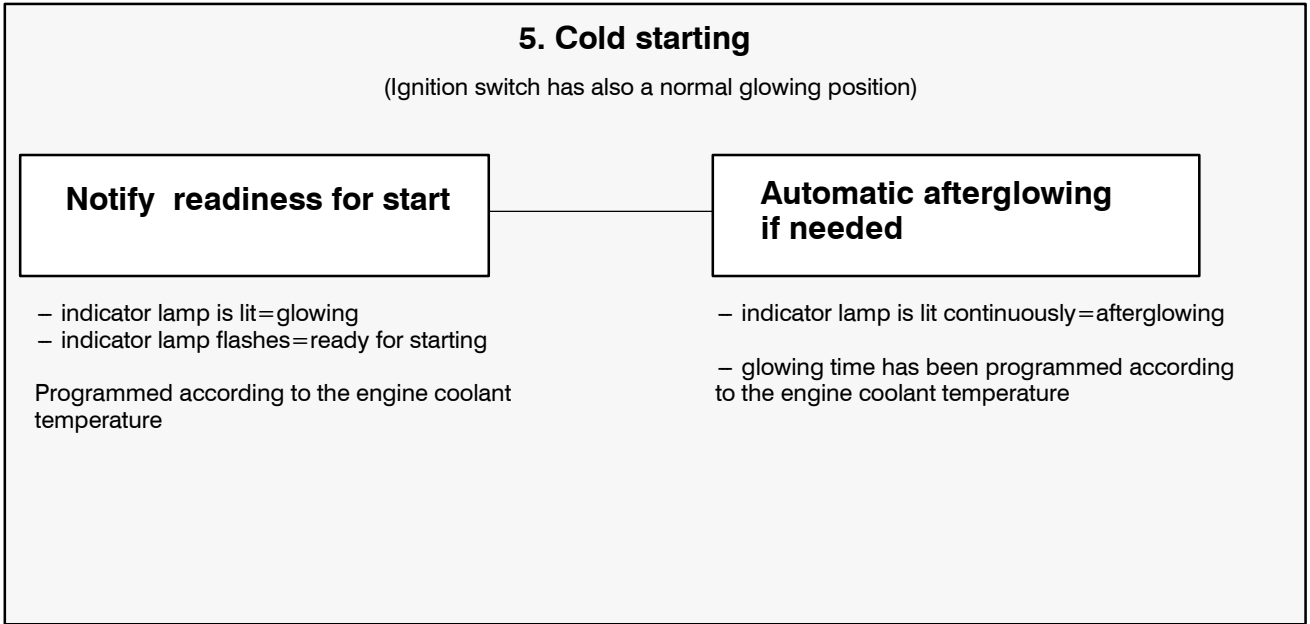 5. Cold starting
(Ignition switch has also a normal glowing position)
Notify readiness for start
– indicator lamp is lit=glowing
– indicator lamp flashes=ready for starting
Programmed according to the engine coolant
temperature
Automatic afterglowing
if needed
– indicator lamp is lit continuously=afterglowing
– glowing time has been programmed according
to the engine coolant temperature